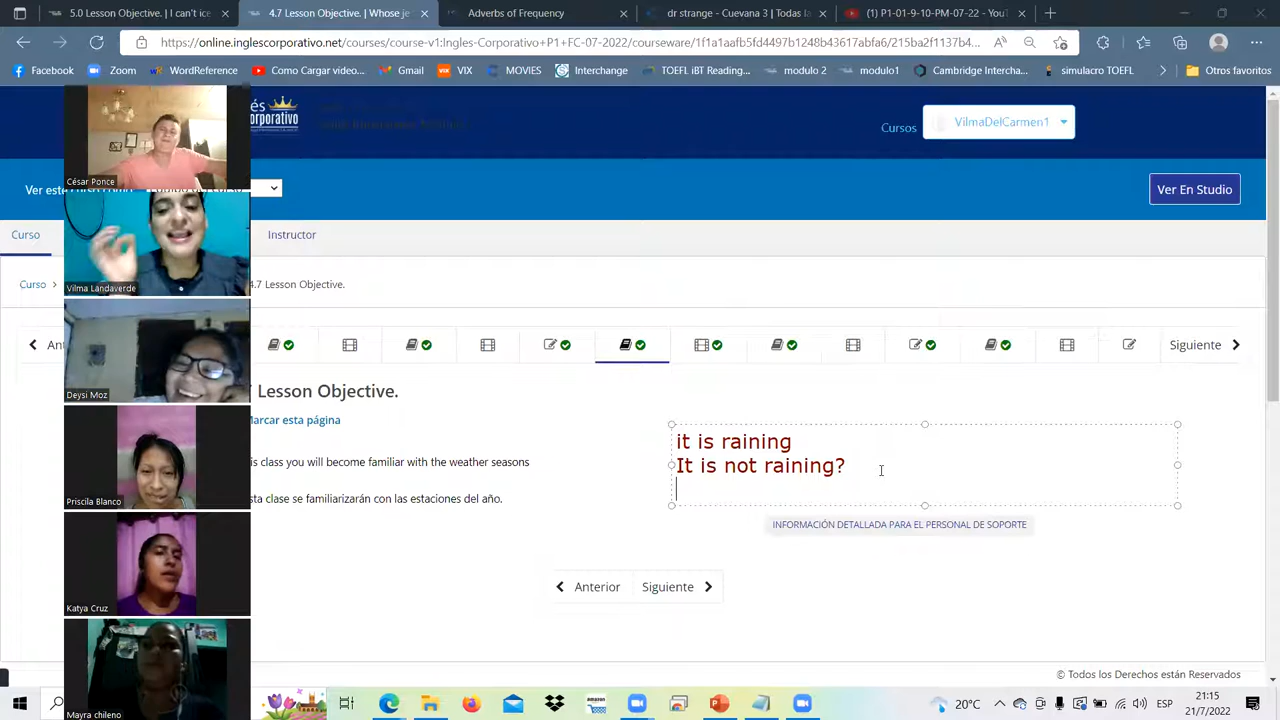 5.0 Lesson Objective. | I can't ic
4.7 Lesson Objective. | Whose je
Adverbs of Frequency
dr strange - Cuevana 3 | Todas la
(1) P1-01-9-10-PM-07-22 - YouT
https://online.inglescorporativo.net/courses/course-v1:Ingles-Corporativo+P1+FC-07-2022/courseware/1f1a1aafb5fd4497b1248b43617abfa6/215ba2f1137b4...
Facebook
Zoom
WordReference
Como Cargar vídeo...
Gmail
VIX
MOVIES
Interchange
TOEFL iBT Reading...
modulo 2
modulo1
Cambridge Intercha...
simulacro TOEFL
Otros favoritos
és
Corporativo
Cursos
VilmaDelCarmen1
Ver En Studio
Curso
Instructor
Curso
4.7 Lesson Objective.
Ant
Siguiente
Lesson Objective.
Marcar esta página
is class you will become familiar with the weather seasons
sta clase se familiarizarán con las estaciones del año.
it is raining
It is not raining?
INFORMACIÓN DETALLADA PARA EL PERSONAL DE SOPORTE
Anterior
Siguiente
© Todos los Derechos están Reservados
César Ponce
Vilma Landaverde
Deysi Moz
Priscila Blanco
Katya Cruz
Mayra chileno
20°C
ESP
21:15
21/7/2022